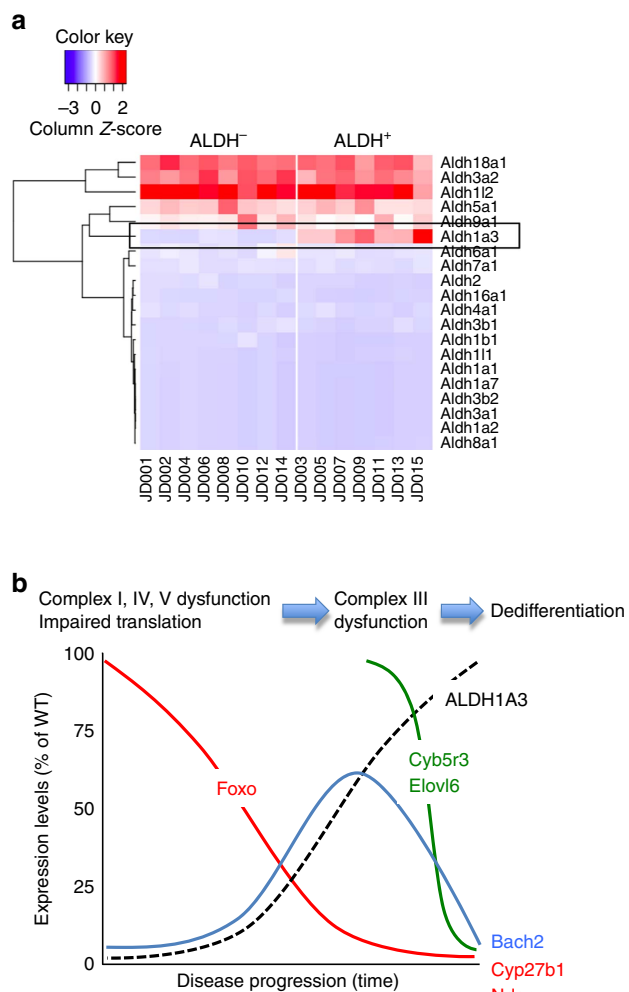 a
Color key
−3 0 2
Column Z-score
ALDH− ALDH+
Aldh18a1
Aldh3a2
Aldh1l2
Aldh5a1
Aldh9a1
Aldh1a3
Aldh6a1
Aldh7a1
Aldh2
Aldh16a1
Aldh4a1
Aldh3b1
Aldh1b1
Aldh1l1
Aldh1a1
Aldh1a7
Aldh3b2
Aldh3a1
Aldh1a2
Aldh8a1
JD001
JD002
JD004
JD006
JD008
JD010
JD012
JD014
JD003
JD005
JD007
JD009
JD011
JD013
JD015
b
Complex I, IV, V dysfunction
Impaired translation
Complex III
dysfunction
Dedifferentiation
100
75
50
25
0
Expression levels (% of WT)
ALDH1A3
Cyb5r3
Elovl6
Foxo
Bach2
Cyp27b1
Disease progression (time)